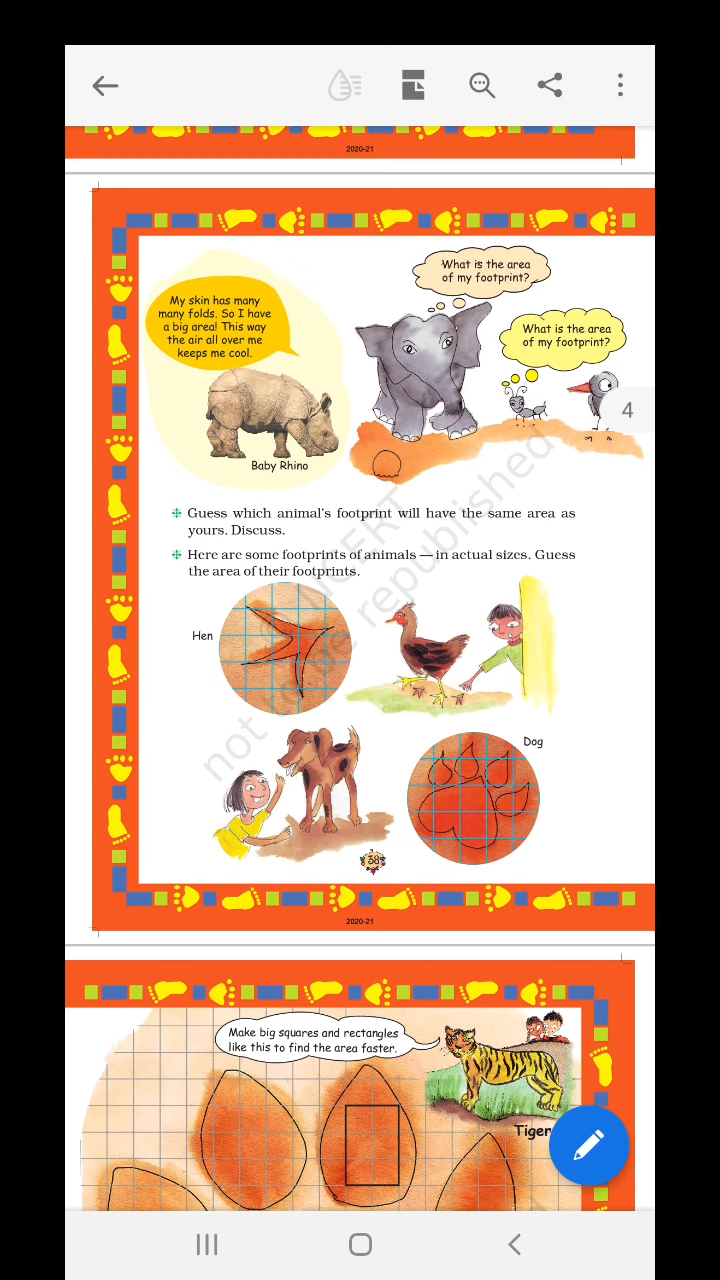 2020-21
What is the area
of my footprint?
My skin has many
many folds. So I have
a big area! This way
the air all over me
keeps me cool.
What is the area
of my footprint?
4
Baby Rhino
Guess which animal's footprint will have the same area as
yours. Discuss.
Here are some footprints of animals — in actual sizes. Guess
the area of their footprints.
Hen
Dog
38
2020-21
Make big squares and rectangles
like this to find the area faster.
Tiger